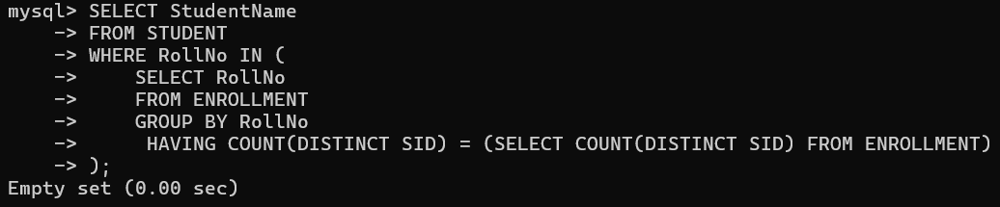 mysql> SELECT StudentName
    -> FROM STUDENT
    -> WHERE RollNo IN (
    ->     SELECT RollNo
    ->     FROM ENROLLMENT
    ->     GROUP BY RollNo
    ->      HAVING COUNT(DISTINCT SID) = (SELECT COUNT(DISTINCT SID) FROM ENROLLMENT)
    -> );
Empty set (0.00 sec)